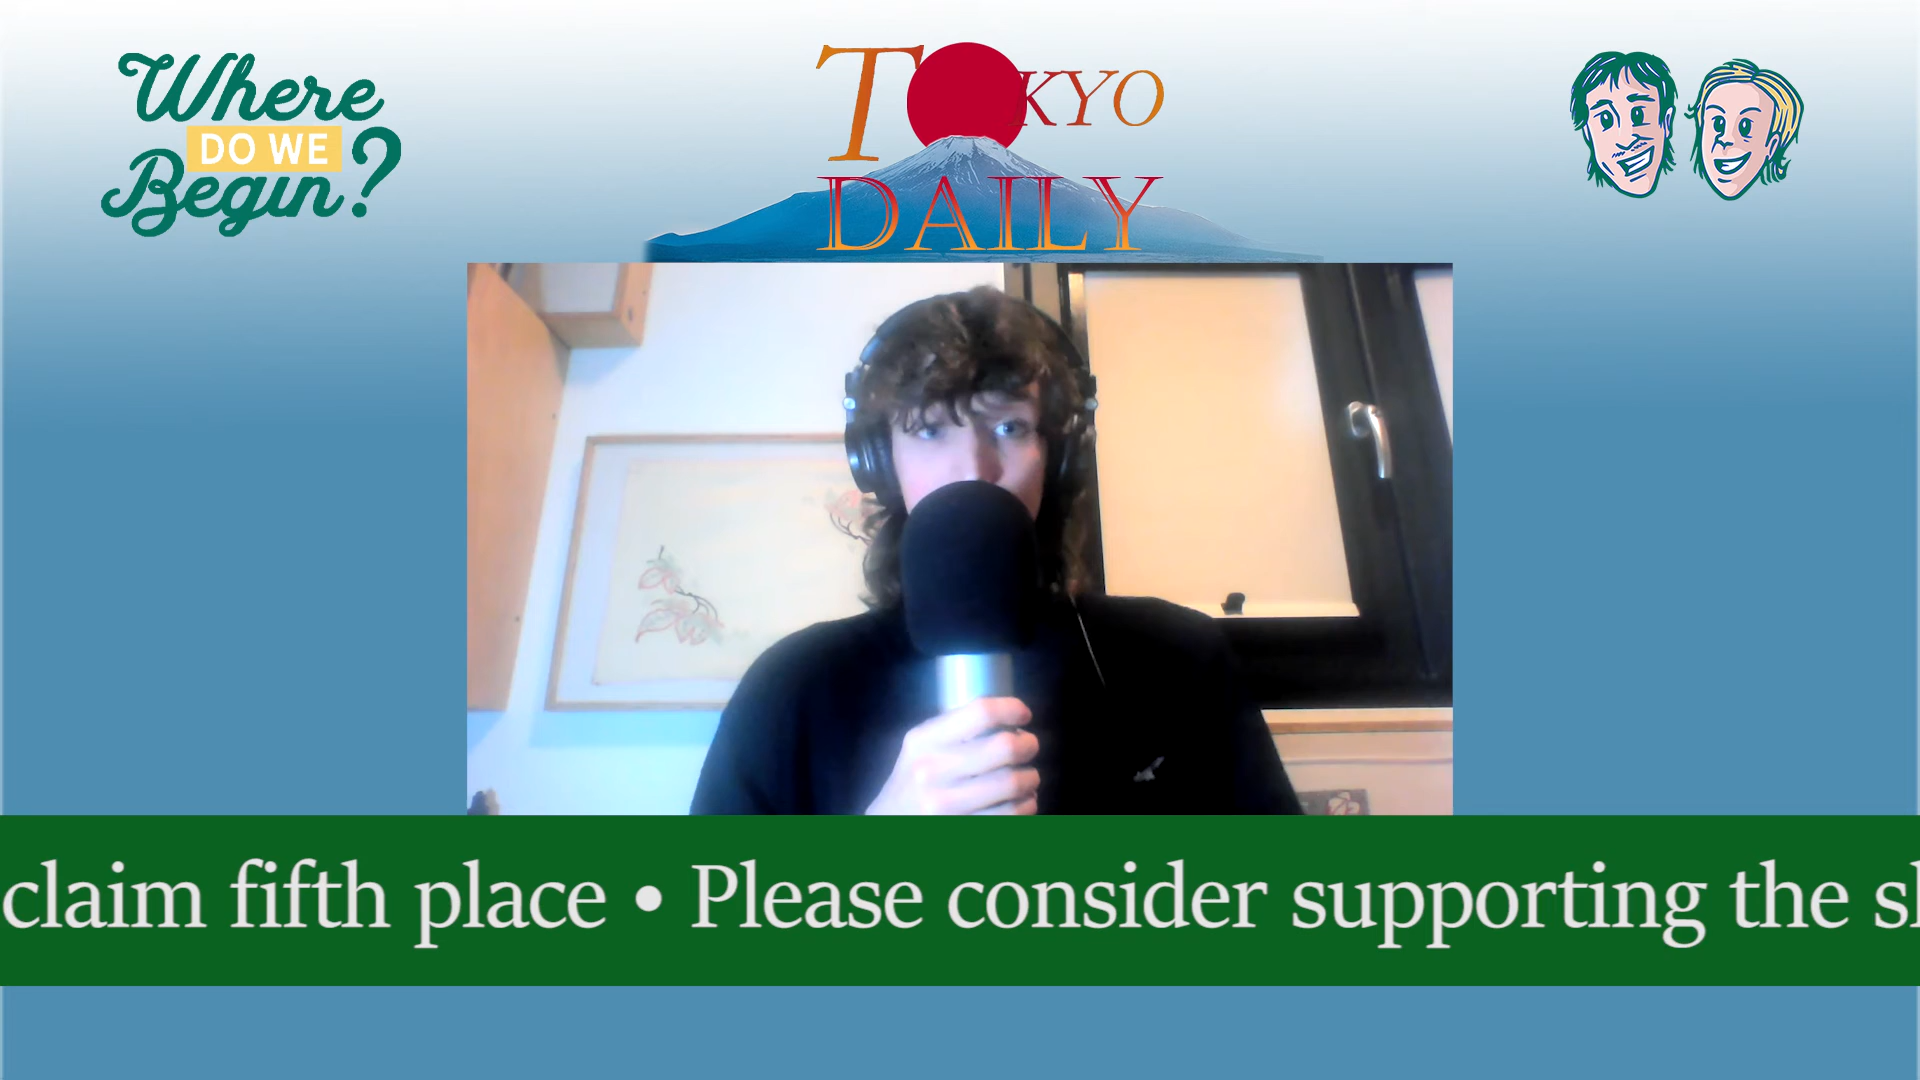 Where
DO WE
Begin?
TOKYO
DAILY
claim fifth place • Please consider supporting the